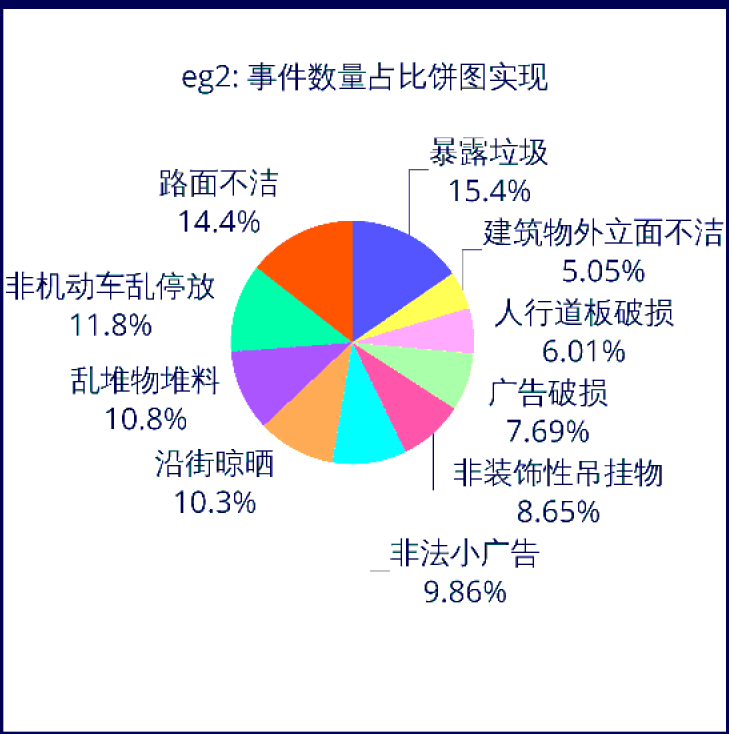 eg2: 事件数量占比饼图实现
暴露垃圾
15.4%
路面不洁
14.4%
建筑物外立面不洁
5.05%
非机动车乱停放
11.8%
人行道板破损
6.01%
乱堆物堆料
10.8%
广告破损
7.69%
沿街晾晒
10.3%
非装饰性吊挂物
8.65%
非法小广告
9.86%